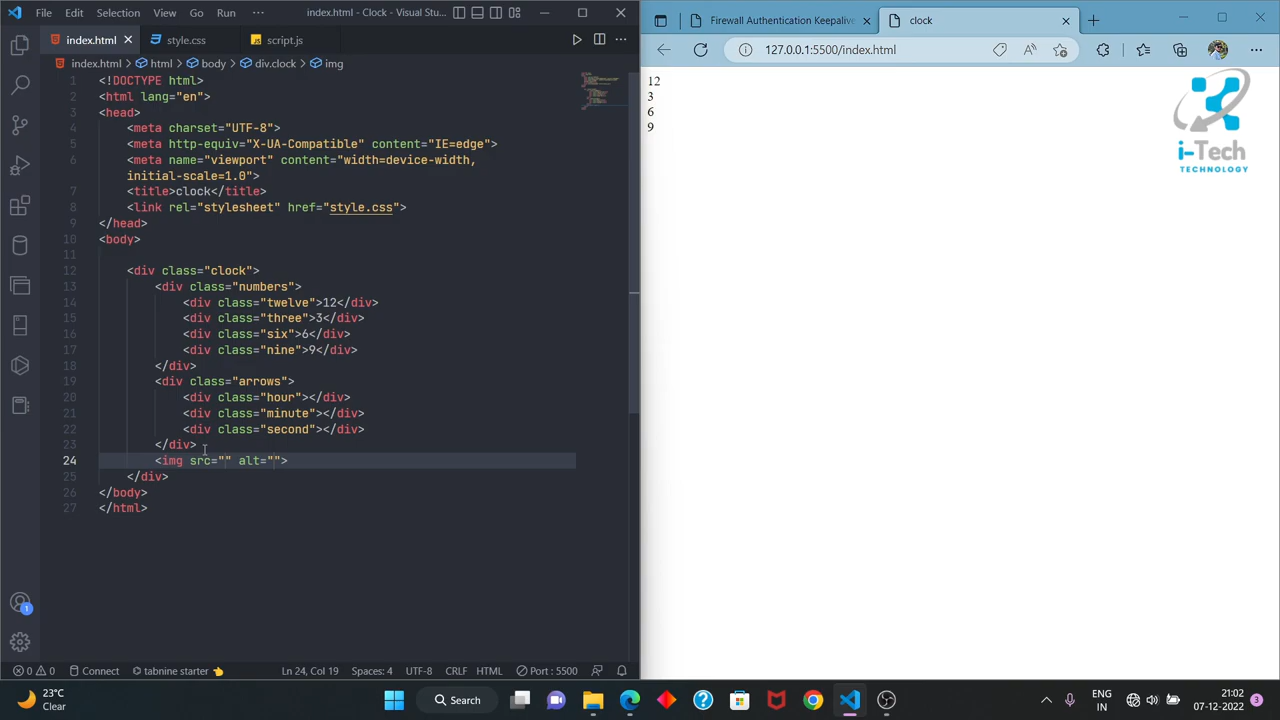 File Edit Selection View Go Run ··· index.html - Clock - Visual Stu...
index.html style.css script.js
index.html > html > body > div.clock > img
1 <!DOCTYPE html>
2 <html lang="en">
3 <head>
4 <meta charset="UTF-8">
5 <meta http-equiv="X-UA-Compatible" content="IE=edge">
6 <meta name="viewport" content="width=device-width,
initial-scale=1.0">
7 <title>clock</title>
8 <link rel="stylesheet" href="style.css">
9 </head>
10 <body>
11
12 <div class="clock">
13 <div class="numbers">
14 <div class="twelve">12</div>
15 <div class="three">3</div>
16 <div class="six">6</div>
17 <div class="nine">9</div>
18 </div>
19 <div class="arrows">
20 <div class="hour"></div>
21 <div class="minute"></div>
22 <div class="second"></div>
23 </div>
24 <img src="" alt="">
25 </div>
26 </body>
27 </html>
1
0 0 Connect tabnine starter Ln 24, Col 19 Spaces: 4 UTF-8 CRLF HTML Port : 5500
Firewall Authentication Keepaliv clock
127.0.0.1:5500/index.html
12
3
6
9
i-Tech
TECHNOLOGY
23°C
Clear
Search
ENG
IN
21:02
07-12-2022
3